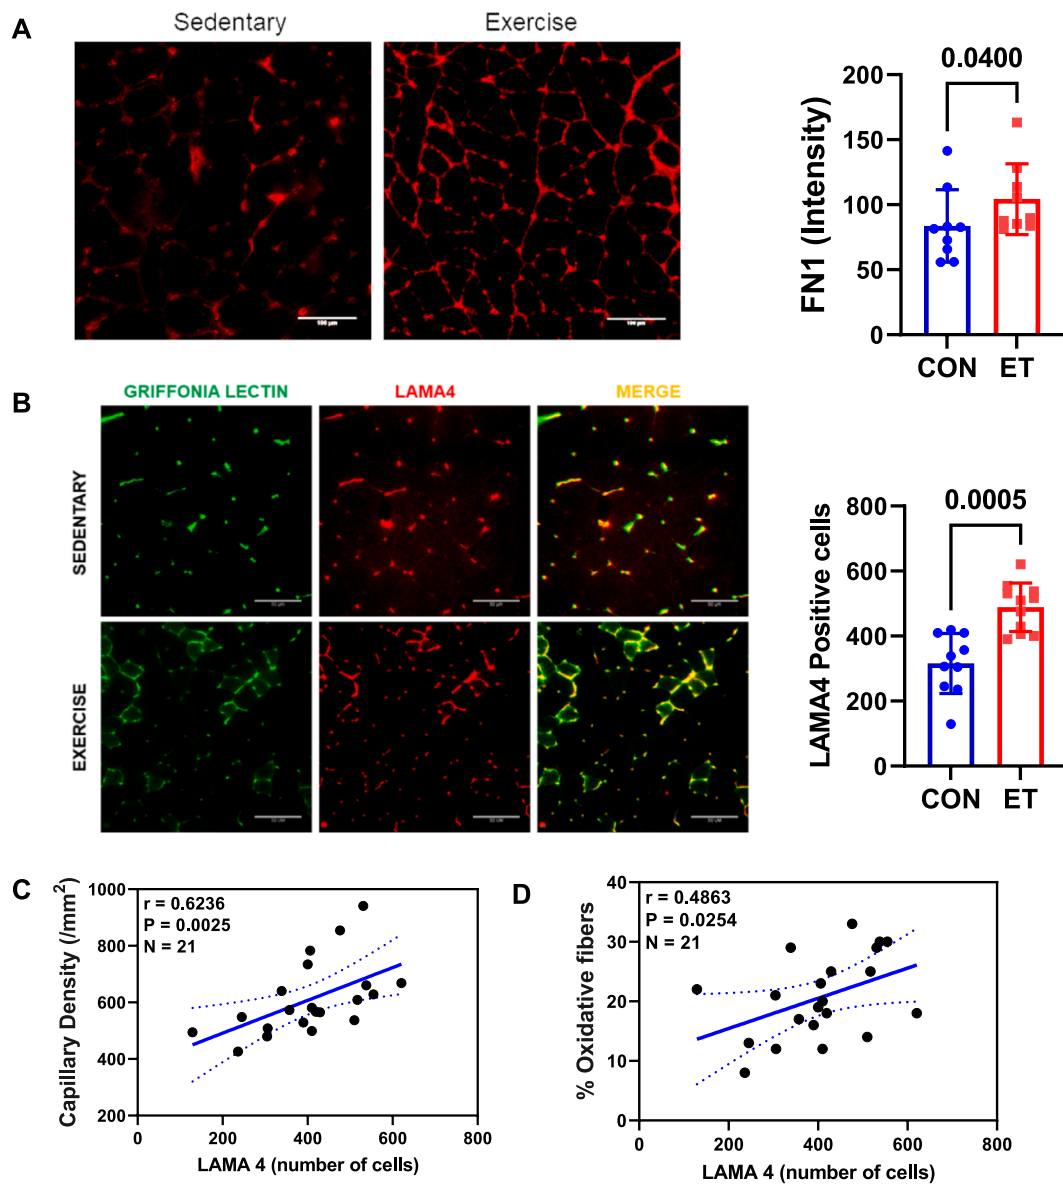 A
Sedentary
Exercise
100 µm
100 µm
0.0400
FN1 (Intensity)
200
150
100
50
0
CON
ET
B
GRIFFONIA LECTIN
LAMA4
MERGE
SEDENTARY
EXERCISE
0.0005
LAMA4 Positive cells
800
600
400
200
0
CON
ET
C
Capillary Density (/mm²)
1000
800
600
400
200
r = 0.6236
P = 0.0025
N = 21
0
200
400
600
800
LAMA 4 (number of cells)
D
% Oxidative fibers
40
30
20
10
0
r = 0.4863
P = 0.0254
N = 21
0
200
400
600
800
LAMA 4 (number of cells)